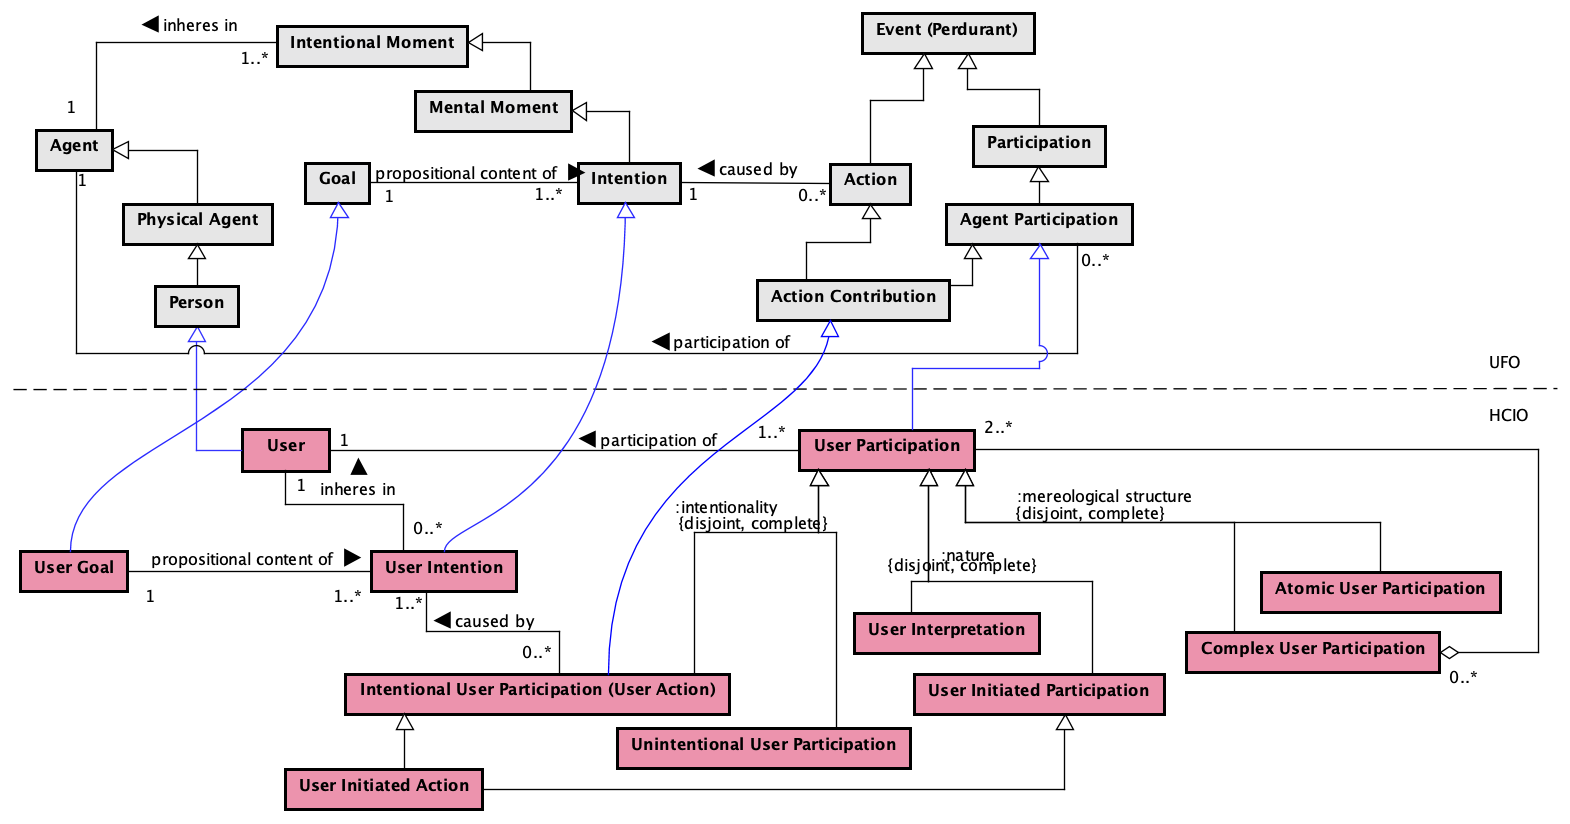 inheres in
Intentional Moment
1..*
Event (Perdurant)
1
Mental Moment
Agent
Participation
1
Goal
propositional content of
1
1..*
Intention
1
caused by
0..*
Action
Physical Agent
Agent Participation
0..*
Person
Action Contribution
participation of
UFO
HCIO
User
1
participation of
1..*
User Participation
2..*
1
inheres in
0..*
:intentionality
{disjoint, complete}
:mereological structure
{disjoint, complete}
:nature
{disjoint, complete}
User Goal
propositional content of
1
1..*
User Intention
1..*
caused by
0..*
Atomic User Participation
User Interpretation
Complex User Participation
0..*
Intentional User Participation (User Action)
User Initiated Participation
Unintentional User Participation
User Initiated Action